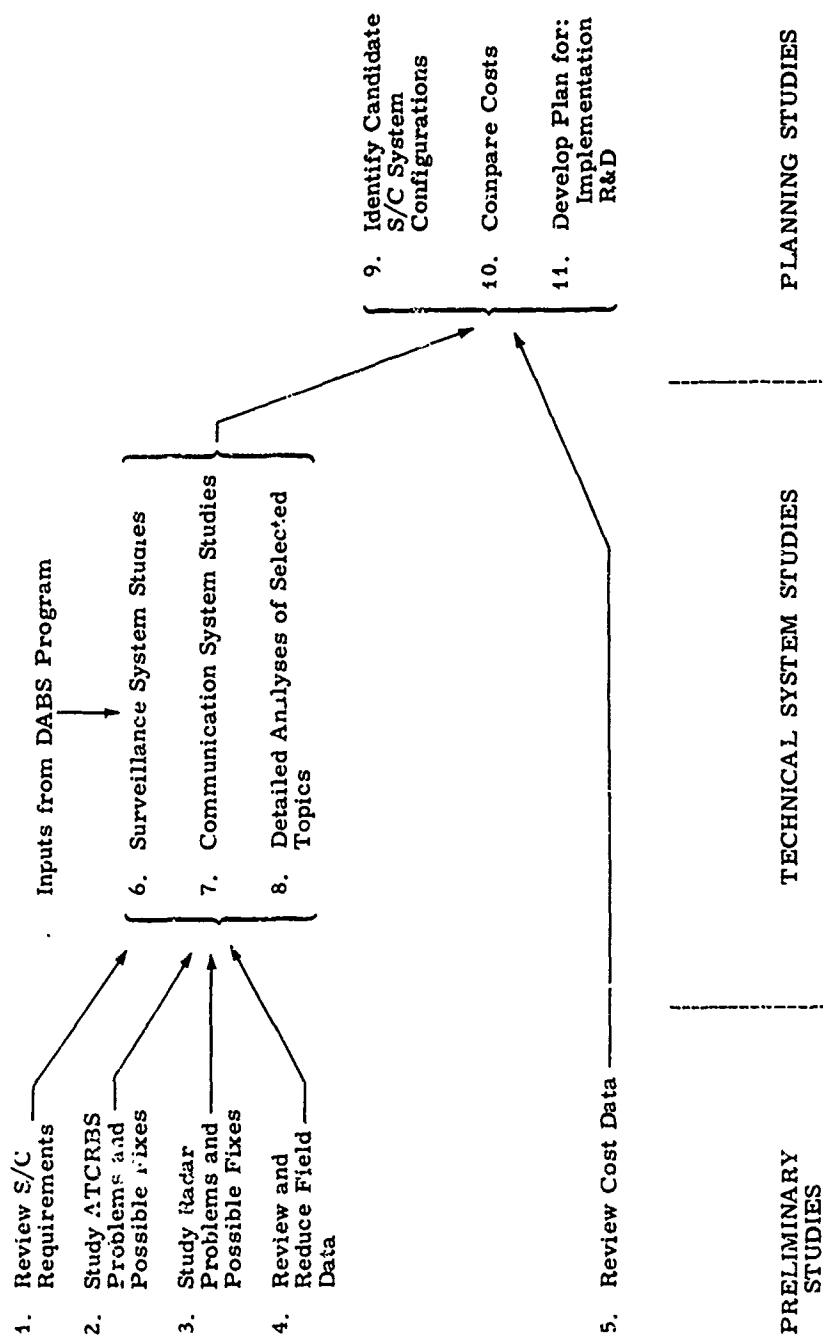 1. Review S/C
Requirements
2. Study ATCRBS
Problems and
Possible Fixes
3. Study Radar
Problems and
Possible Fixes
4. Review and
Reduce Field
Data
5. Review Cost Data
PRELIMINARY
STUDIES
Inputs from DABS Program
6. Surveillance System Studies
7. Communication System Studies
8. Detailed Analyses of Selected
Topics
TECHNICAL SYSTEM STUDIES
9. Identify Candidate
S/C System
Configurations
10. Compare Costs
11. Develop Plan for:
Implementation
R&D
PLANNING STUDIES